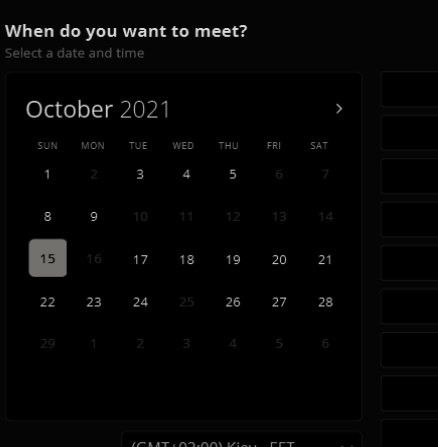 When do you want to meet?
Select a date and time
October 2021
SUN MON TUE WED THU FRI SAT
1 2 3 4 5 6 7
8 9 10 11 12 13 14
15 16 17 18 19 20 21
22 23 24 25 26 27 28
29 1 2 3 4 5 6
(GMT+02:00) Kiev - EET